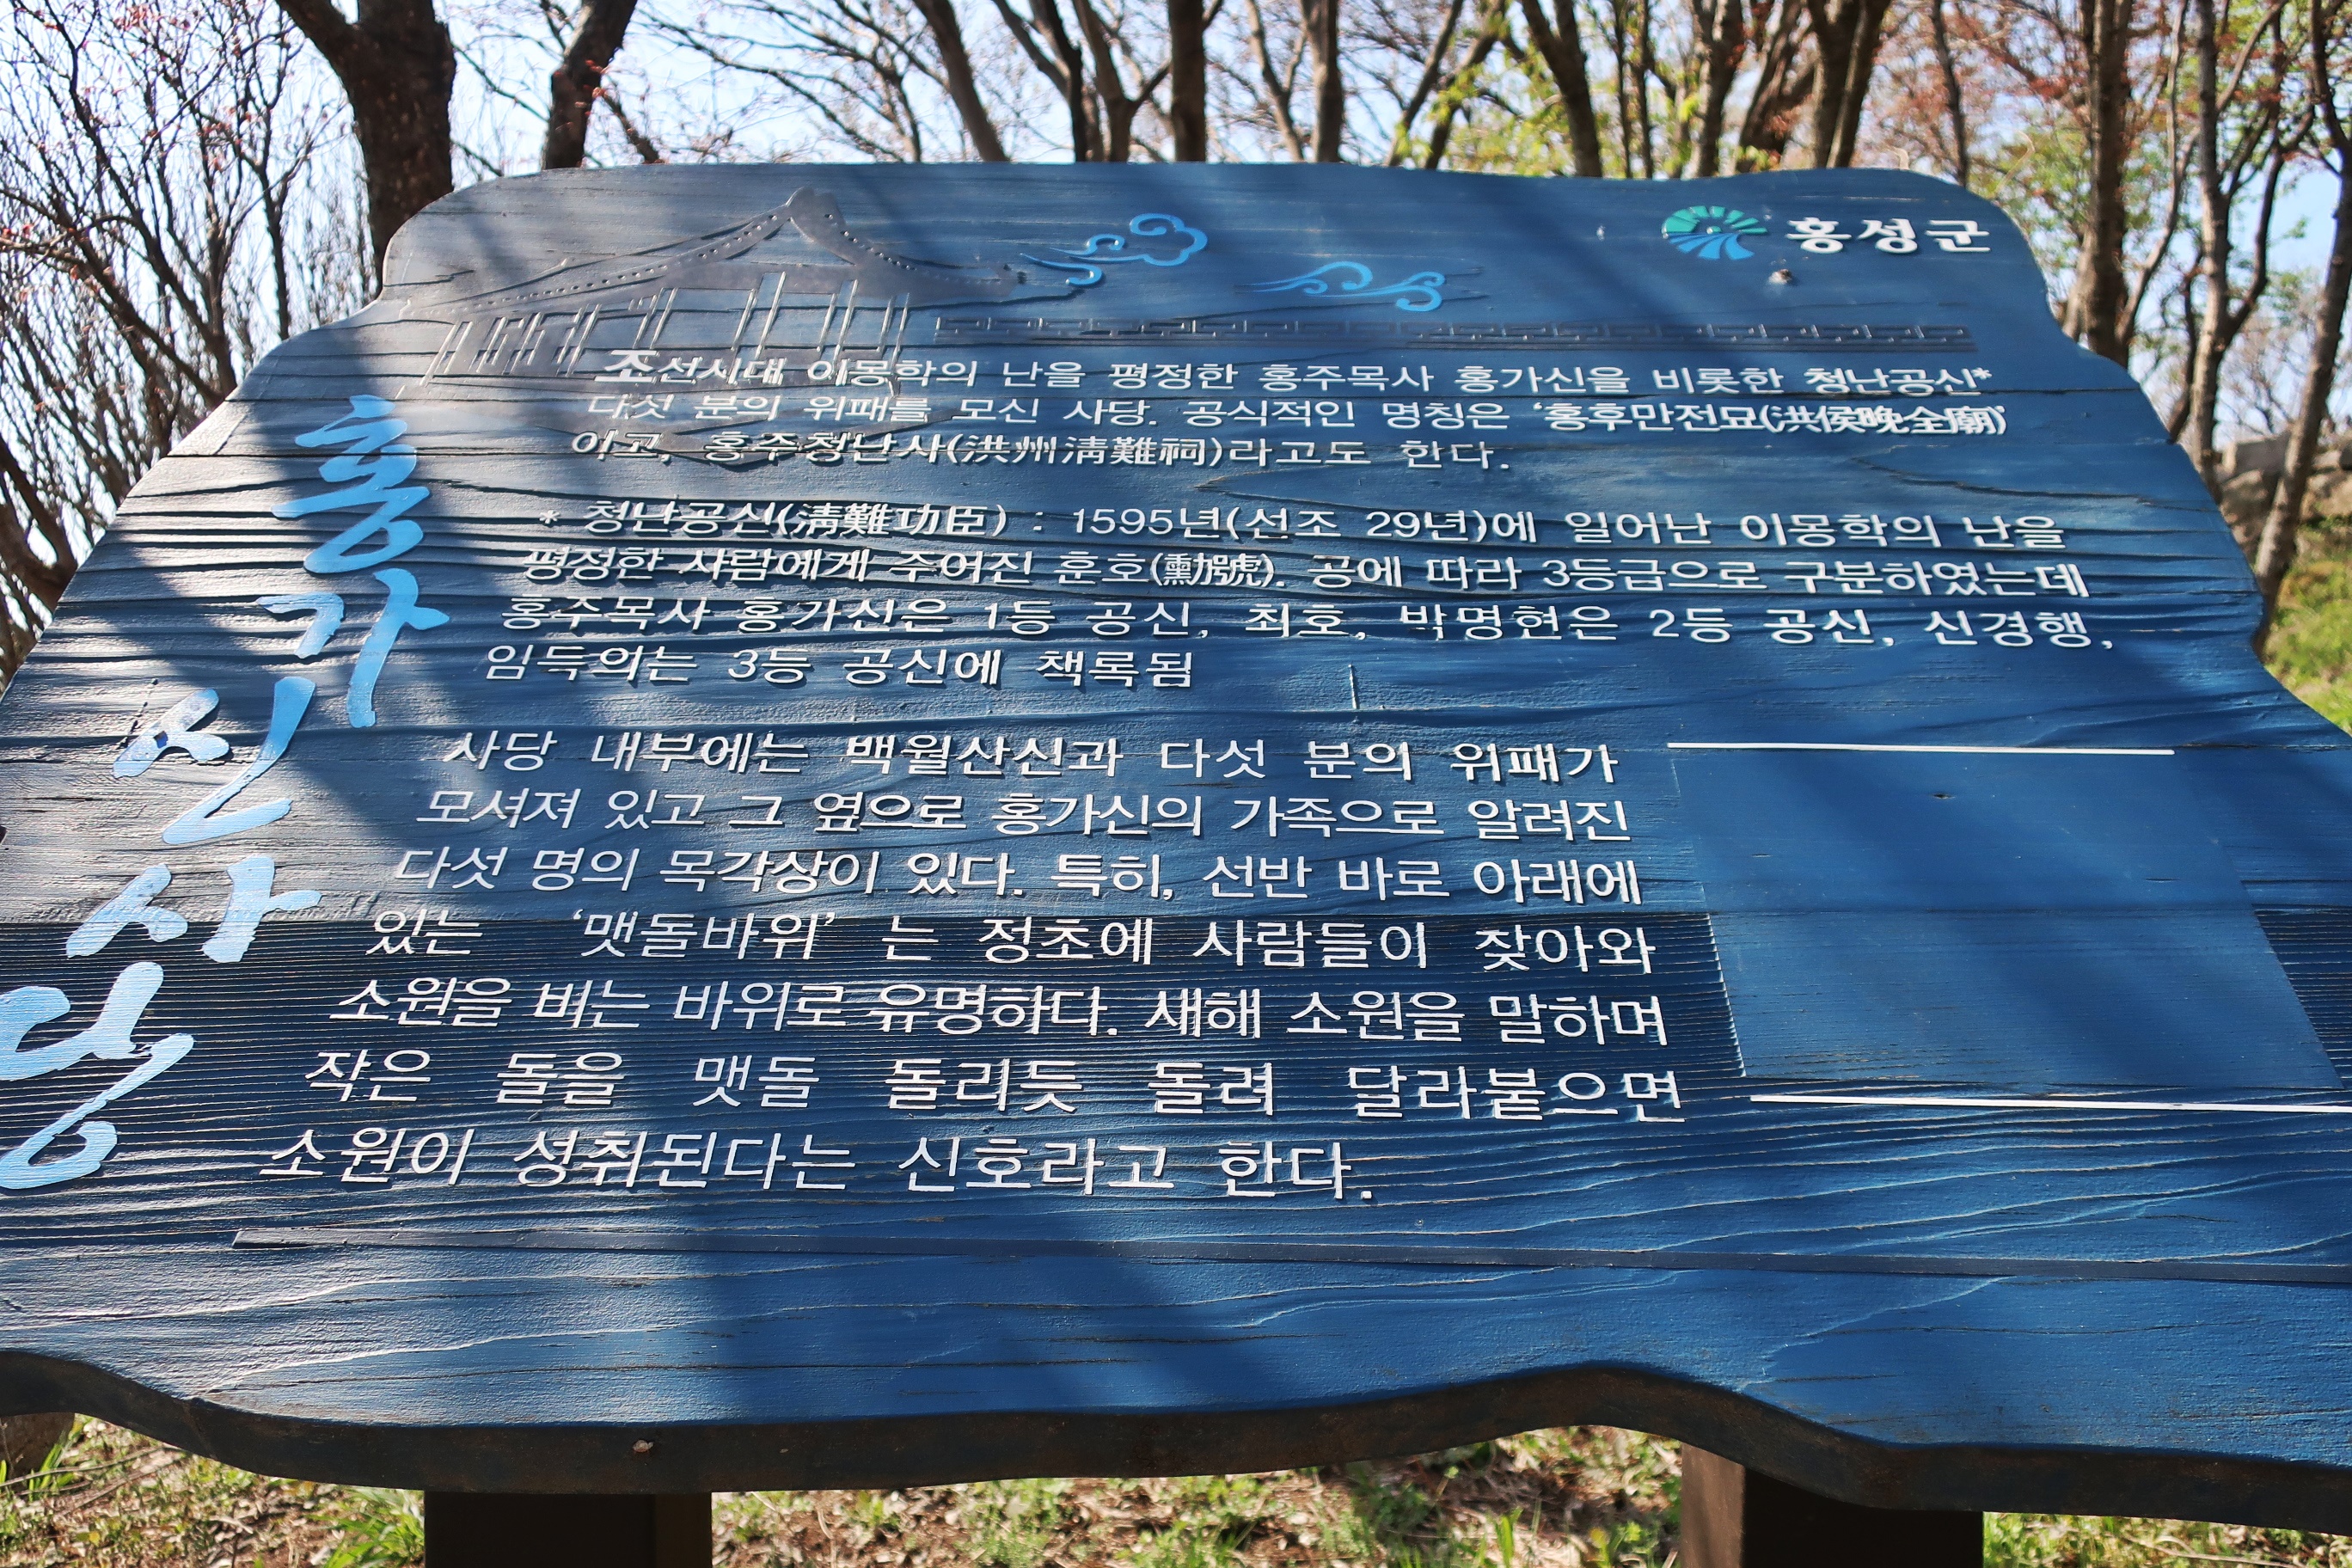 홍성군
홍가신사당
조선시대 이몽학의 난을 평정한 홍주목사 홍가신을 비롯한 청난공신*
다섯 분의 위패를 모신 사당. 공식적인 명칭은 ‘홍후만전묘(洪侯晩全廟)’
이고, 홍주청난사(洪州淸難祠)라고도 한다.
* 청난공신(淸難功臣) : 1595년(선조 29년)에 일어난 이몽학의 난을
평정한 사람에게 주어진 훈호(勳號). 공에 따라 3등급으로 구분하였는데
홍주목사 홍가신은 1등 공신, 최호, 박명현은 2등 공신, 신경행,
임득의는 3등 공신에 책록됨
사당 내부에는 백월산신과 다섯 분의 위패가
모셔져 있고 그 옆으로 홍가신의 가족으로 알려진
다섯 명의 목각상이 있다. 특히, 선반 바로 아래에
있는 ‘맷돌바위’는 정초에 사람들이 찾아와
소원을 비는 바위로 유명하다. 새해 소원을 말하며
작은 돌을 맷돌 돌리듯 돌려 달라붙으면
소원이 성취된다는 신호라고 한다.